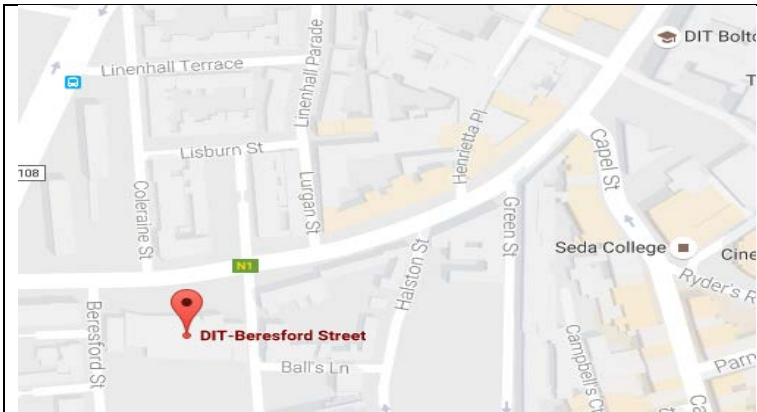 DIT Bolto
Linenhall Terrace
Linenhall Parade
Lisburn St
Henrietta Pl
108
Coleraine St
Lurgan St
Capel St
Green St
Seda College
Cine
N1
Halston St
Ryder's R
Beresford St
DIT-Beresford Street
Ball's Ln
Campbell's Ct
Parn
Ca
T